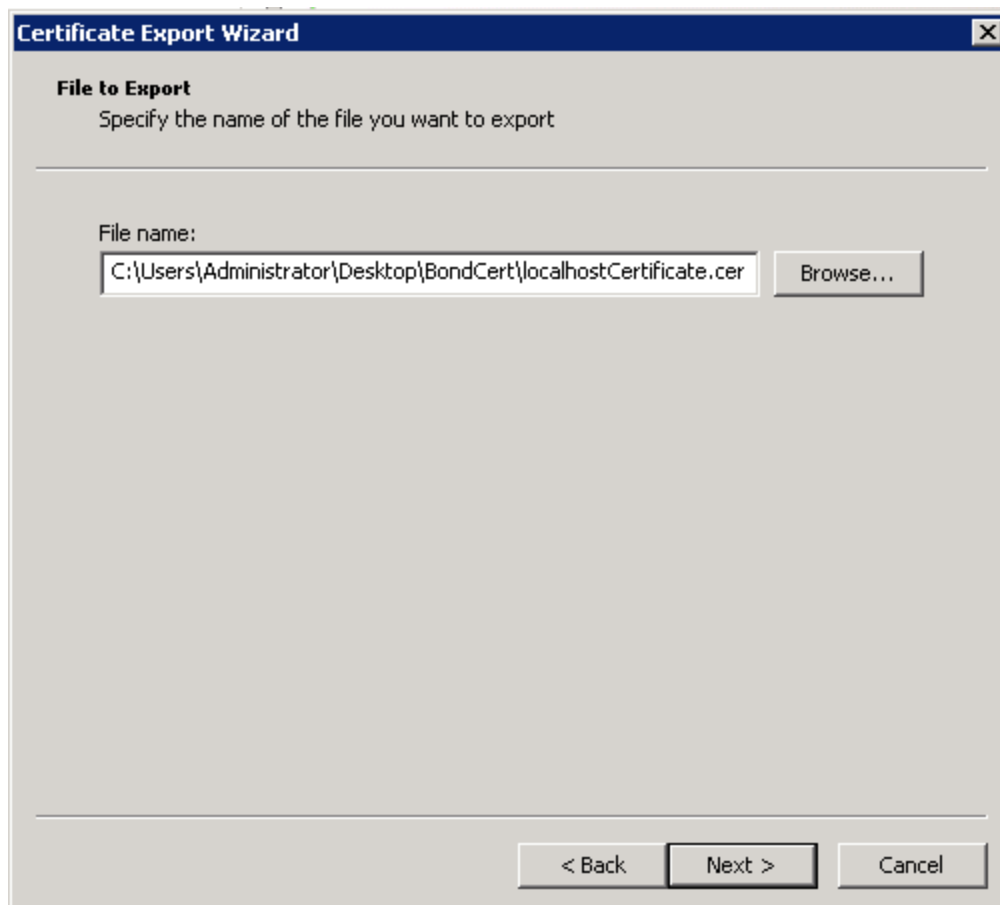 Certificate Export Wizard
File to Export
Specify the name of the file you want to export
File name:
C:\Users\Administrator\Desktop\BondCert\localhostCertificate.cer
Browse...
< Back
Next >
Cancel